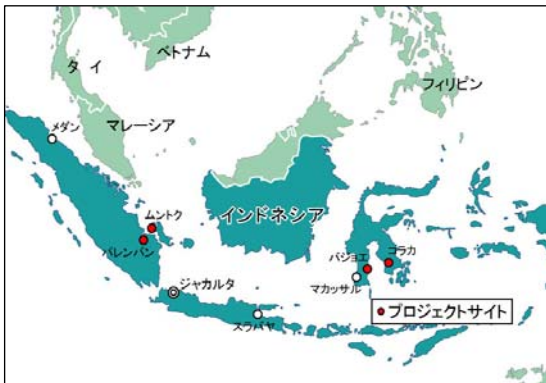 ベトナム
タイ
フィリピン
マレーシア
メダン
インドネシア
ムントク
パレンバン
バジョエ
コラカ
マカッサル
ジャカルタ
プロジェクトサイト
スラバヤ